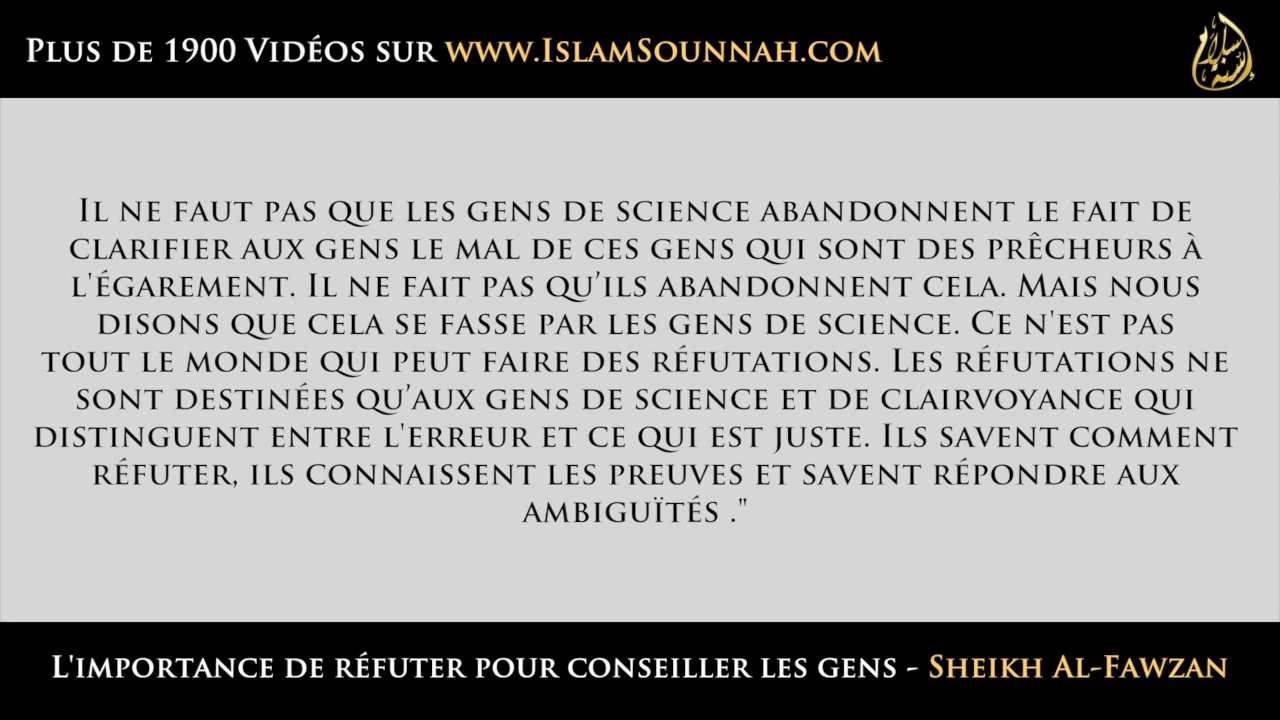 Plus de 1900 Vidéos sur www.IslamSounnah.com
Il ne faut pas que les gens de science abandonnent le fait de
clarifier aux gens le mal de ces gens qui sont des prêcheurs à
l'égarement. Il ne fait pas qu’ils abandonnent cela. Mais nous
disons que cela se fasse par les gens de science. Ce n'est pas
tout le monde qui peut faire des réfutations. Les réfutations ne
sont destinées qu’aux gens de science et de clairvoyance qui
distinguent entre l'erreur et ce qui est juste. Ils savent comment
réfuter, ils connaissent les preuves et savent répondre aux
ambiguïtés ."
L'importance de réfuter pour conseiller les gens - Sheikh Al-Fawzan